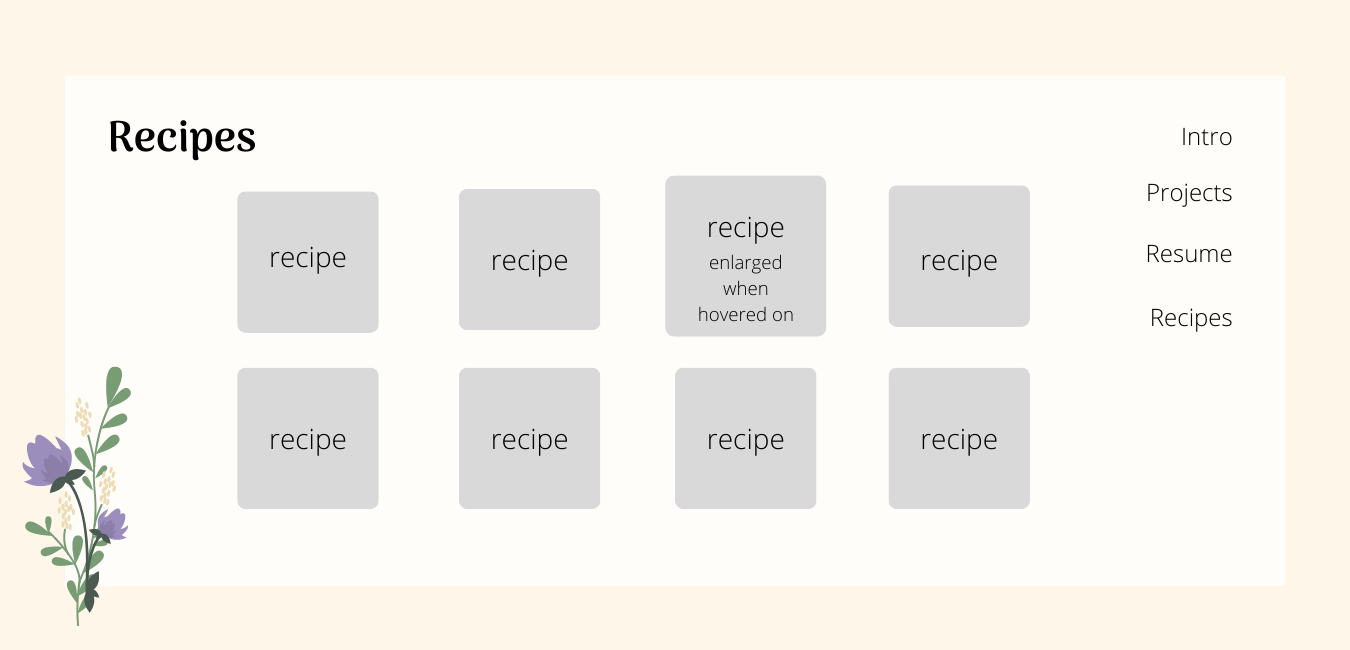 Recipes
Intro
Projects
Resume
Recipes
recipe
recipe
recipe
enlarged
when
hovered on
recipe
recipe
recipe
recipe
recipe